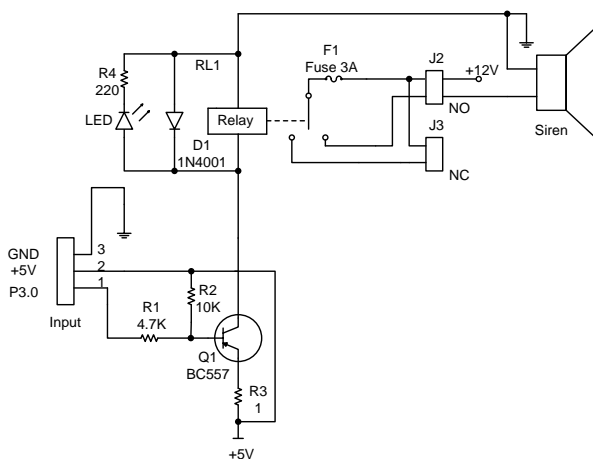 F1
Fuse 3A
J2
+12V
RL1
R4
220
LED
Relay
D1
1N4001
NO
J3
NC
Siren
GND
3
+5V
2
P3.0
1
Input
R2
10K
R1
4.7K
Q1
BC557
R3
1
+5V